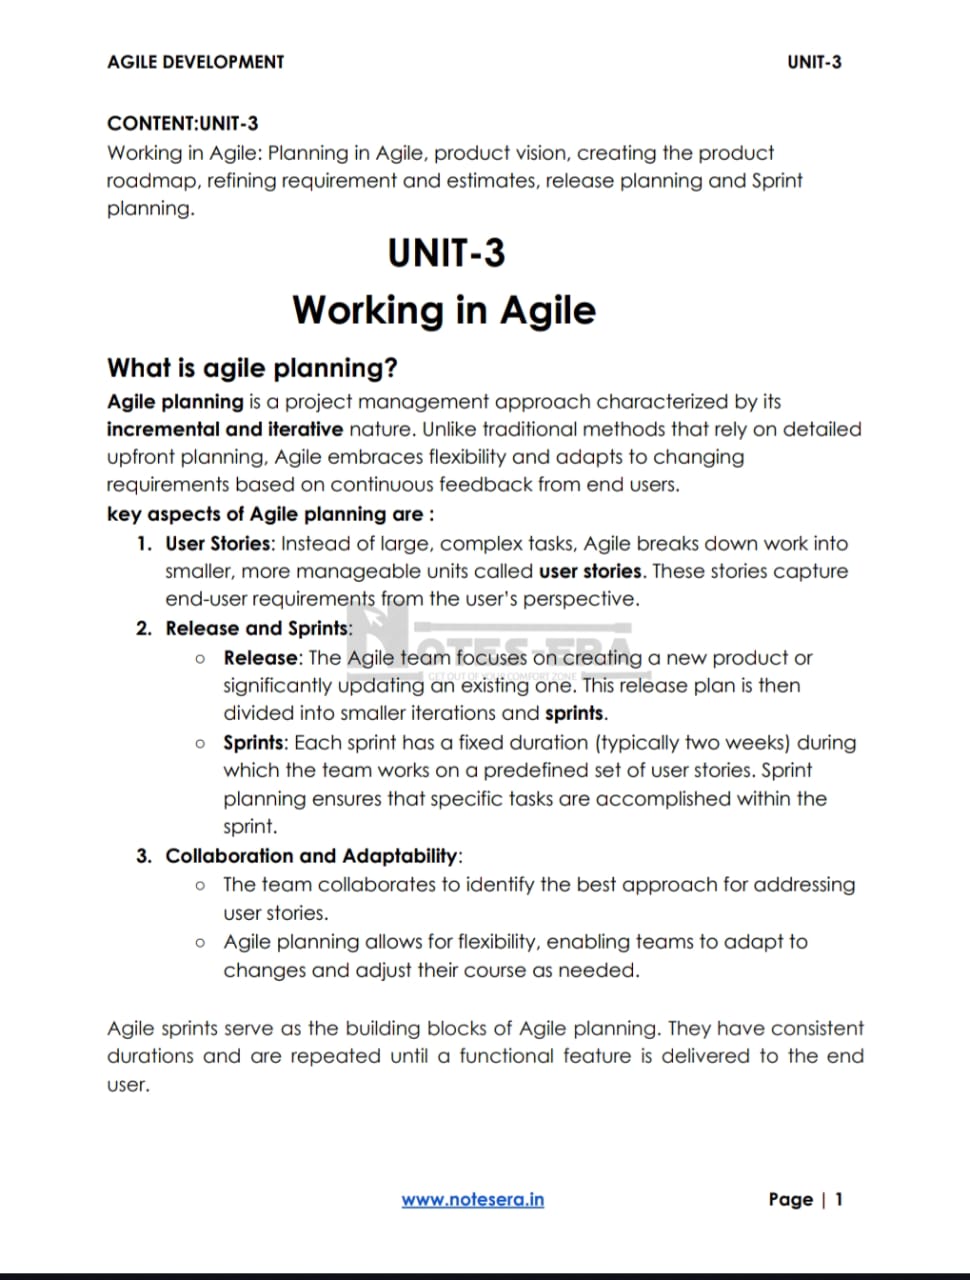 AGILE DEVELOPMENT UNIT-3
CONTENT:UNIT-3
Working in Agile: Planning in Agile, product vision, creating the product
roadmap, refining requirement and estimates, release planning and Sprint
planning.
UNIT-3
Working in Agile
What is agile planning?
Agile planning is a project management approach characterized by its
incremental and iterative nature. Unlike traditional methods that rely on detailed
upfront planning, Agile embraces flexibility and adapts to changing
requirements based on continuous feedback from end users.
key aspects of Agile planning are :
1. User Stories: Instead of large, complex tasks, Agile breaks down work into
smaller, more manageable units called user stories. These stories capture
end-user requirements from the user's perspective.
2. Release and Sprints:
NOTES-ERA
GET OUT OF YOUR COMFORT ZONE
○ Release: The Agile team focuses on creating a new product or
significantly updating an existing one. This release plan is then
divided into smaller iterations and sprints.
○ Sprints: Each sprint has a fixed duration (typically two weeks) during
which the team works on a predefined set of user stories. Sprint
planning ensures that specific tasks are accomplished within the
sprint.
3. Collaboration and Adaptability:
○ The team collaborates to identify the best approach for addressing
user stories.
○ Agile planning allows for flexibility, enabling teams to adapt to
changes and adjust their course as needed.
Agile sprints serve as the building blocks of Agile planning. They have consistent
durations and are repeated until a functional feature is delivered to the end
user.
www.notesera.in Page | 1